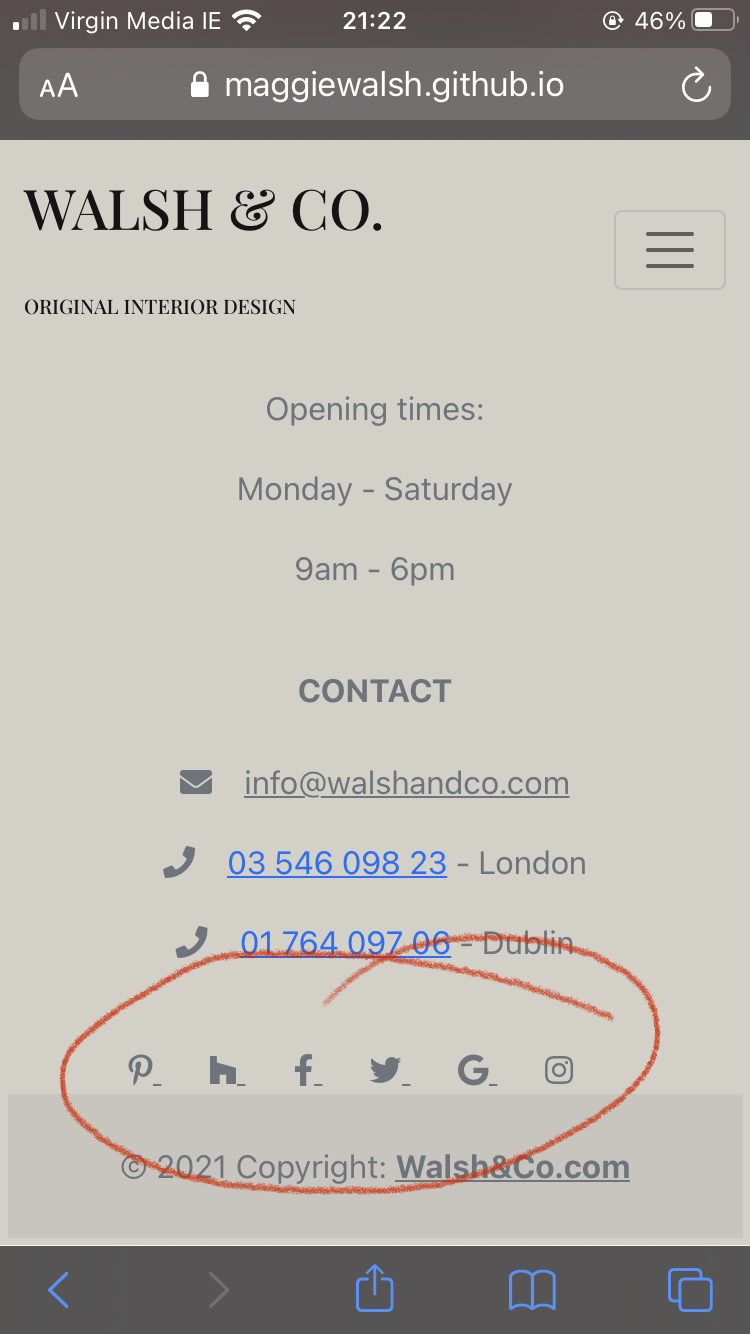 Virgin Media IE 21:22 46%
AA maggiewalsh.github.io
WALSH & CO.
ORIGINAL INTERIOR DESIGN
Opening times:
Monday - Saturday
9am - 6pm
CONTACT
info@walshandco.com
03 546 098 23 - London
01 764 097 06 - Dublin
© 2021 Copyright: Walsh&Co.com